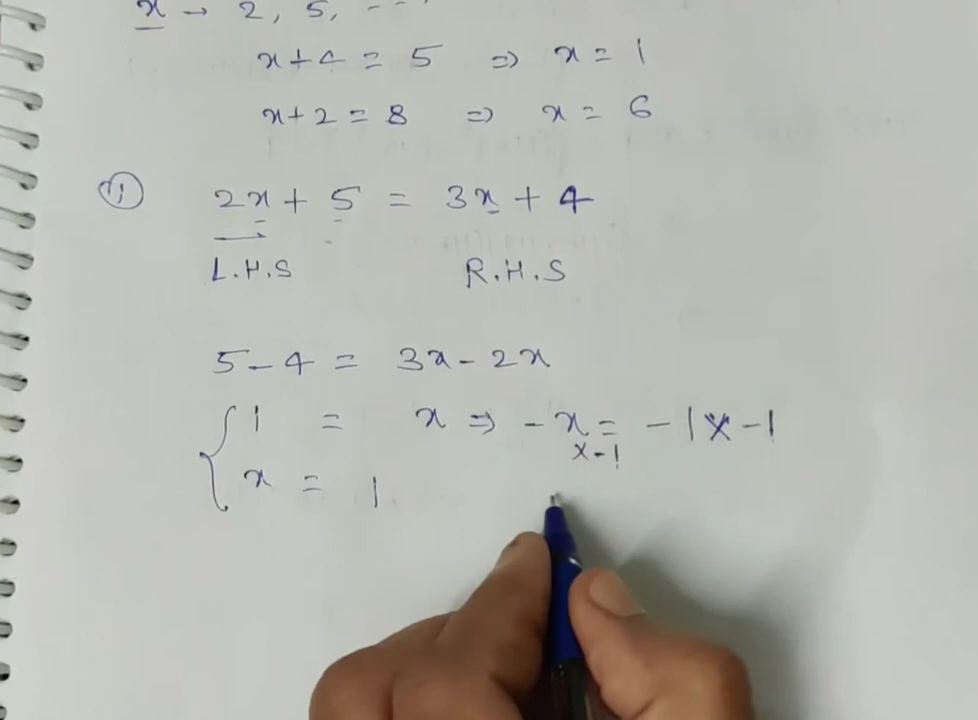 x → 2, 5, ---
x+4 = 5 ⇒ x = 1
x+2 = 8 ⇒ x = 6
① 2x + 5 = 3x + 4
L.H.S R.H.S
5-4 = 3x-2x
{ 1 = x ⇒ -x = -1 × -1
×-1
x = 1